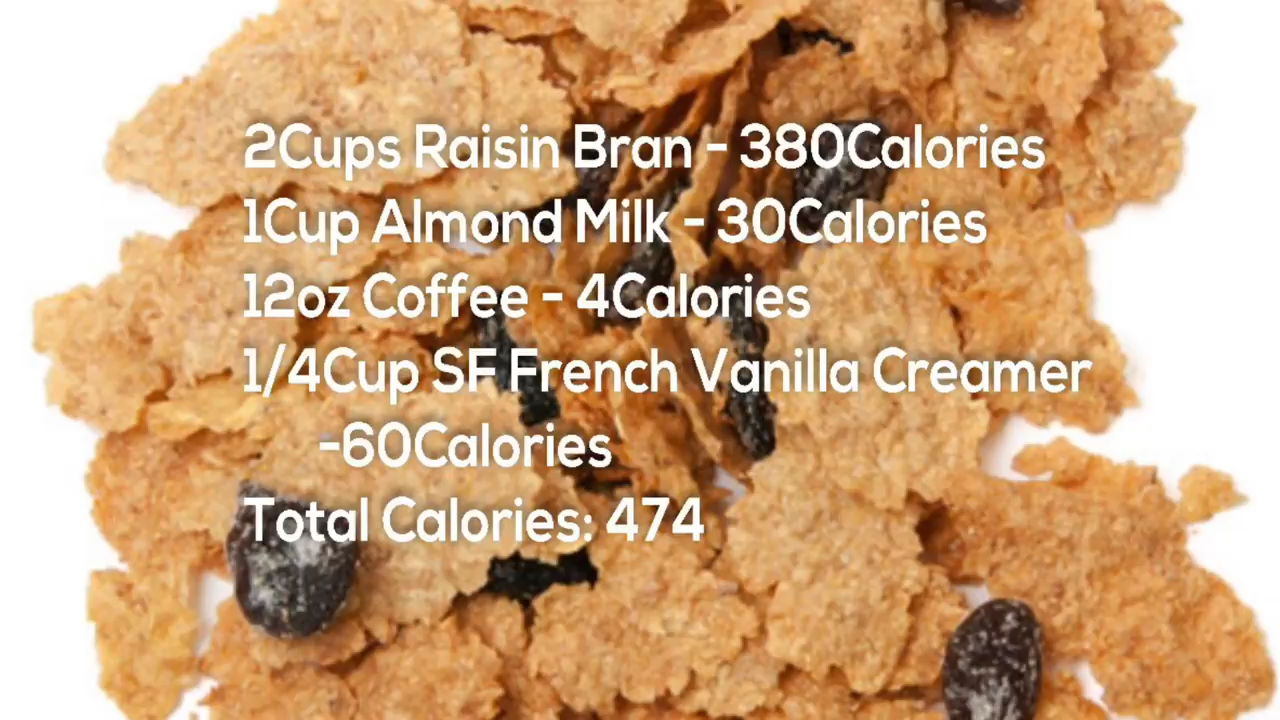 2Cups Raisin Bran - 380Calories
1Cup Almond Milk - 30Calories
12oz Coffee - 4Calories
1/4Cup SF French Vanilla Creamer
-60Calories
Total Calories: 474